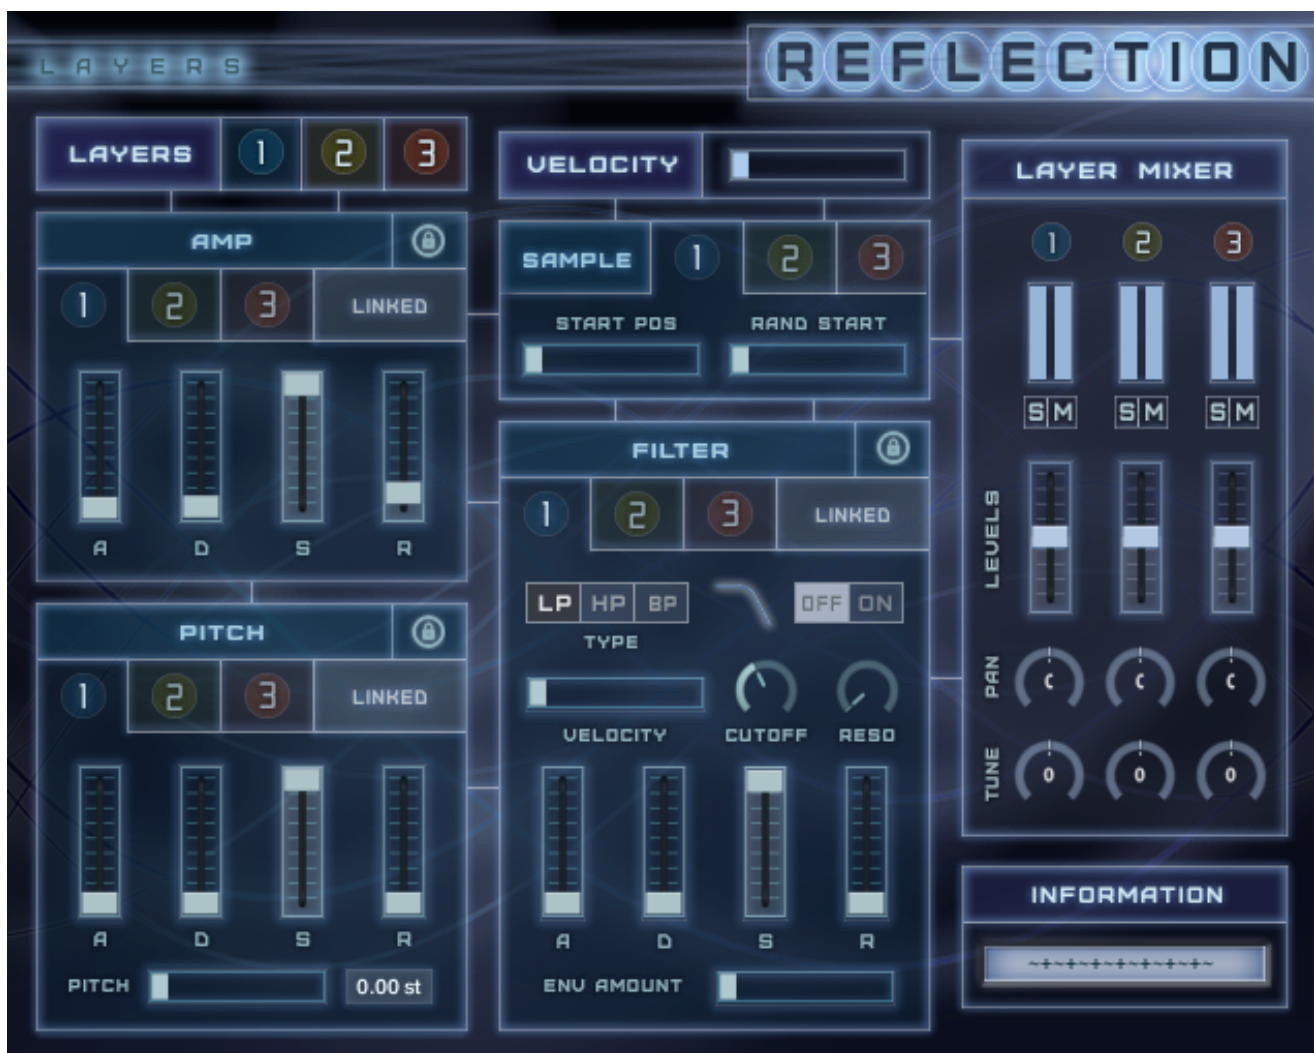 LAYERS
REFLECTION
LAYERS 1 2 3
AMP
1 2 3 LINKED
A D S R
PITCH
1 2 3 LINKED
A D S R
PITCH 0.00 st
VELOCITY
SAMPLE 1 2 3
START POS RAND START
FILTER
1 2 3 LINKED
LP HP BP OFF ON
TYPE
VELOCITY CUTOFF RESO
A D S R
ENV AMOUNT
LAYER MIXER
1 2 3
S M S M S M
LEVELS
PAN C C C
TUNE 0 0 0
INFORMATION
~+~+~+~+~+~+~+~